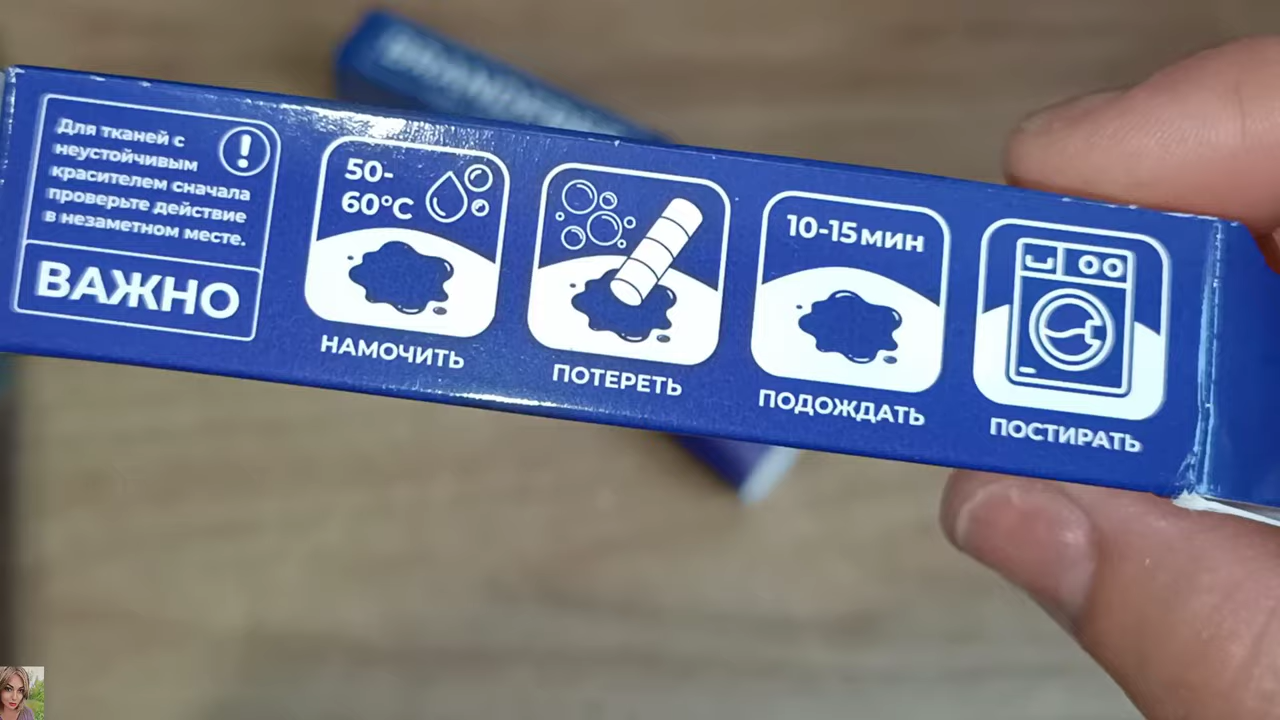 Для тканей с
неустойчивым
красителем сначала
проверьте действие
в незаметном месте.
ВАЖНО
50-
60°C
НАМОЧИТЬ
ПОТЕРЕТЬ
10-15 МИН
ПОДОЖДАТЬ
ПОСТИРАТЬ